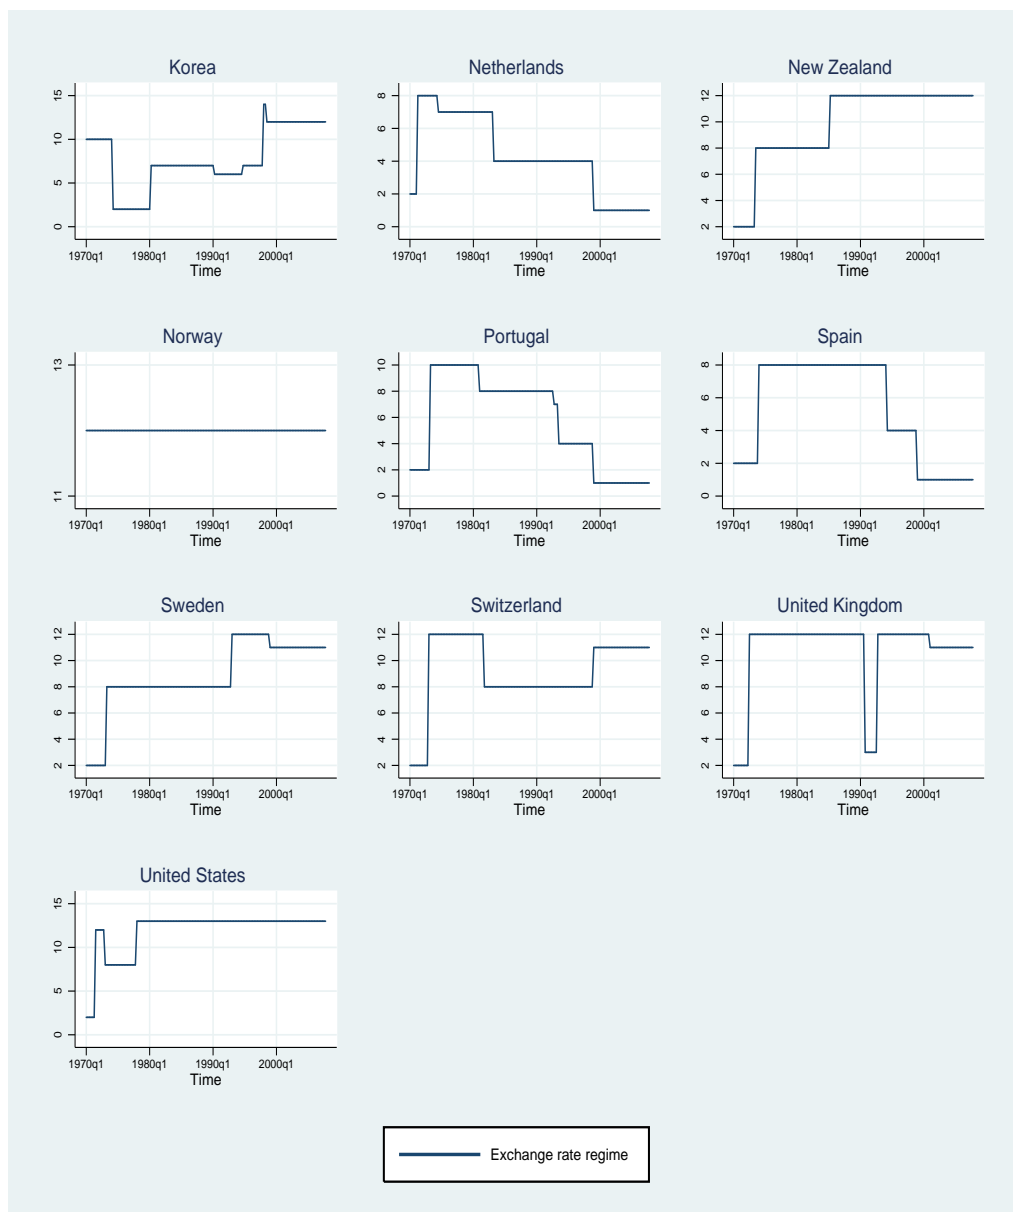 Korea
15
10
5
0
1970q1 1980q1 1990q1 2000q1
Time
Netherlands
8
6
4
2
0
1970q1 1980q1 1990q1 2000q1
Time
New Zealand
12
10
8
6
4
2
1970q1 1980q1 1990q1 2000q1
Time
Norway
13
11
1970q1 1980q1 1990q1 2000q1
Time
Portugal
10
8
6
4
2
0
1970q1 1980q1 1990q1 2000q1
Time
Spain
8
6
4
2
0
1970q1 1980q1 1990q1 2000q1
Time
Sweden
12
10
8
6
4
2
1970q1 1980q1 1990q1 2000q1
Time
Switzerland
12
10
8
6
4
2
1970q1 1980q1 1990q1 2000q1
Time
United Kingdom
12
10
8
6
4
2
1970q1 1980q1 1990q1 2000q1
Time
United States
15
10
5
0
1970q1 1980q1 1990q1 2000q1
Time
Exchange rate regime